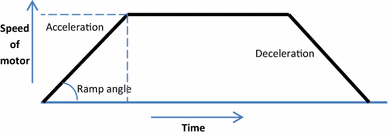 Acceleration
Speed
of
motor
Deceleration
Ramp angle
Time